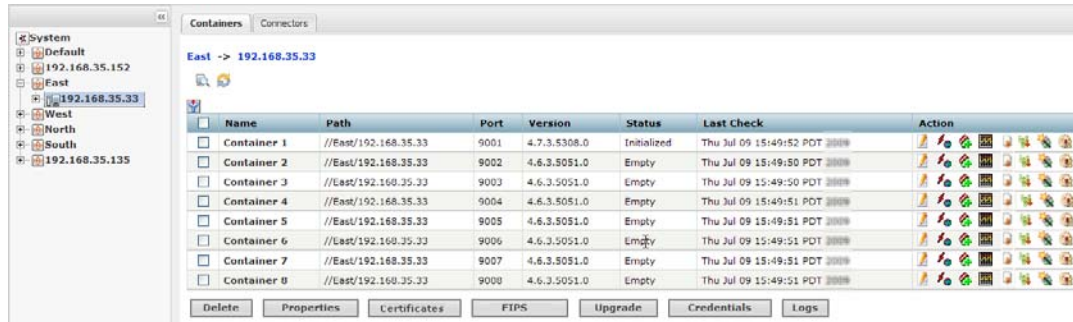 System
Default
192.168.35.152
East
192.168.35.33
West
North
South
192.168.35.135
Containers Connectors
East -> 192.168.35.33
Name Path Port Version Status Last Check Action
Container 1 //East/192.168.35.33 9001 4.7.3.5308.0 Initialized Thu Jul 09 15:49:52 PDT 2009
Container 2 //East/192.168.35.33 9002 4.6.3.5051.0 Empty Thu Jul 09 15:49:50 PDT 2009
Container 3 //East/192.168.35.33 9003 4.6.3.5051.0 Empty Thu Jul 09 15:49:50 PDT 2009
Container 4 //East/192.168.35.33 9004 4.6.3.5051.0 Empty Thu Jul 09 15:49:51 PDT 2009
Container 5 //East/192.168.35.33 9005 4.6.3.5051.0 Empty Thu Jul 09 15:49:51 PDT 2009
Container 6 //East/192.168.35.33 9006 4.6.3.5051.0 Empty Thu Jul 09 15:49:51 PDT 2009
Container 7 //East/192.168.35.33 9007 4.6.3.5051.0 Empty Thu Jul 09 15:49:51 PDT 2009
Container 8 //East/192.168.35.33 9008 4.6.3.5051.0 Empty Thu Jul 09 15:49:51 PDT 2009
Delete Properties Certificates FIPS Upgrade Credentials Logs